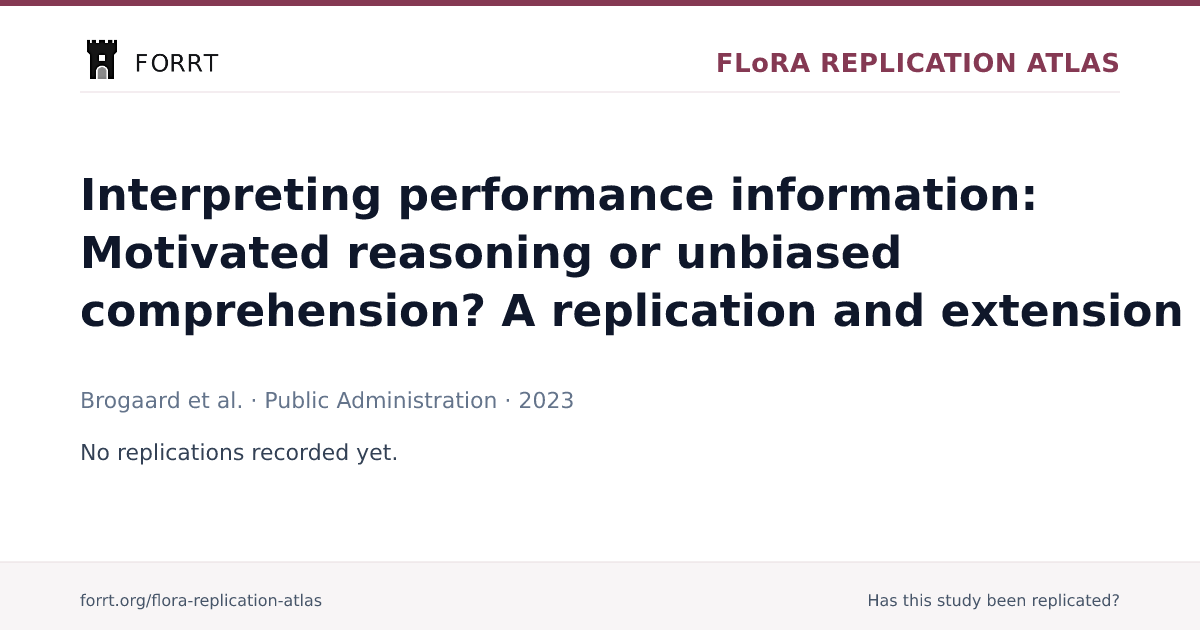 FORRT
FLoRA REPLICATION ATLAS
Interpreting performance information:
Motivated reasoning or unbiased
comprehension? A replication and extension
Brogaard et al. · Public Administration · 2023
No replications recorded yet.
forrt.org/flora-replication-atlas
Has this study been replicated?